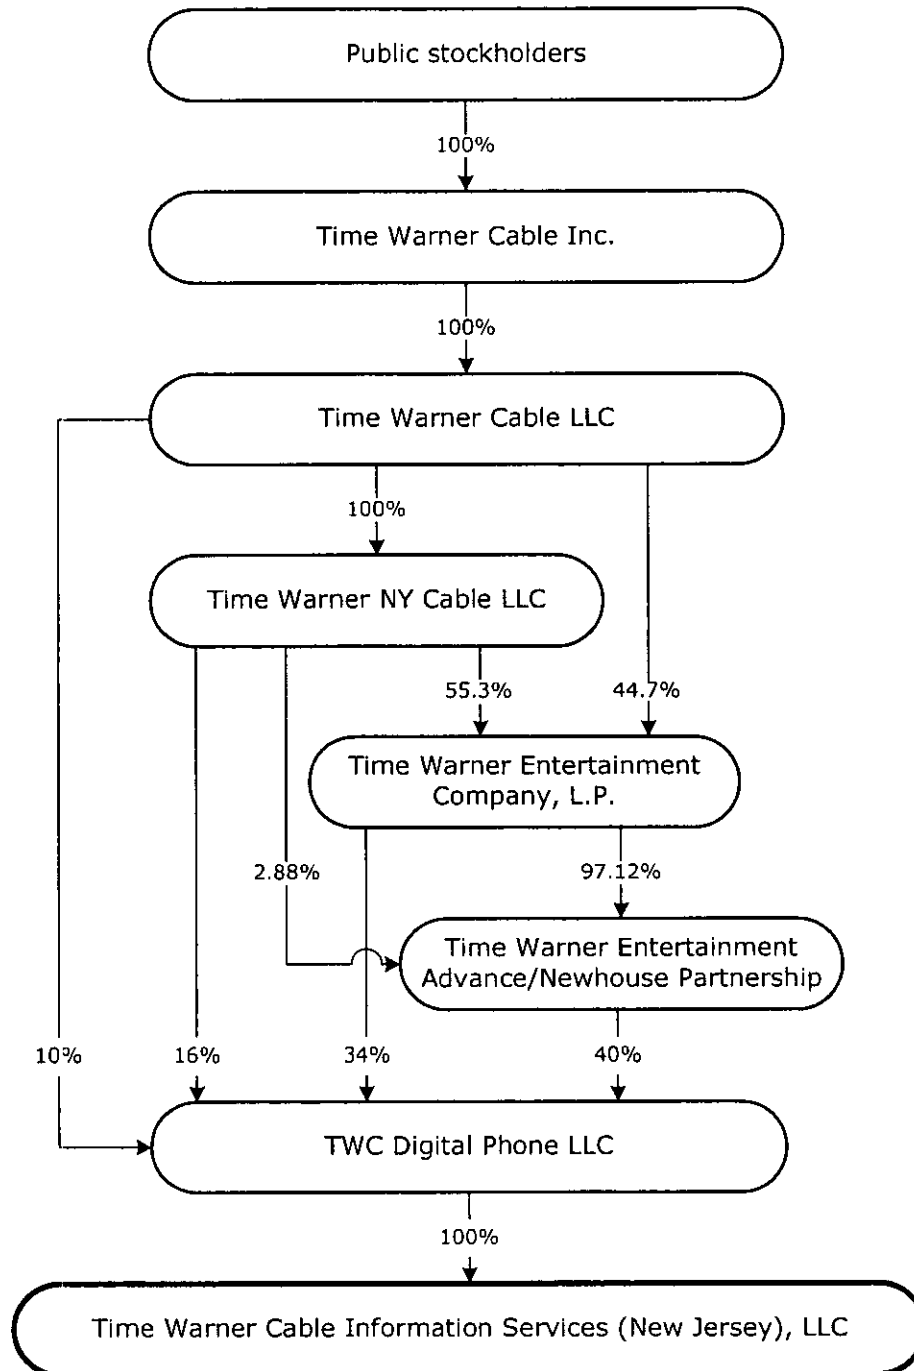 Public stockholders
100%
Time Warner Cable Inc.
100%
Time Warner Cable LLC
100%
Time Warner NY Cable LLC
55.3%
44.7%
Time Warner Entertainment
Company, L.P.
2.88%
97.12%
Time Warner Entertainment
Advance/Newhouse Partnership
10%
16%
34%
40%
TWC Digital Phone LLC
100%
Time Warner Cable Information Services (New Jersey), LLC